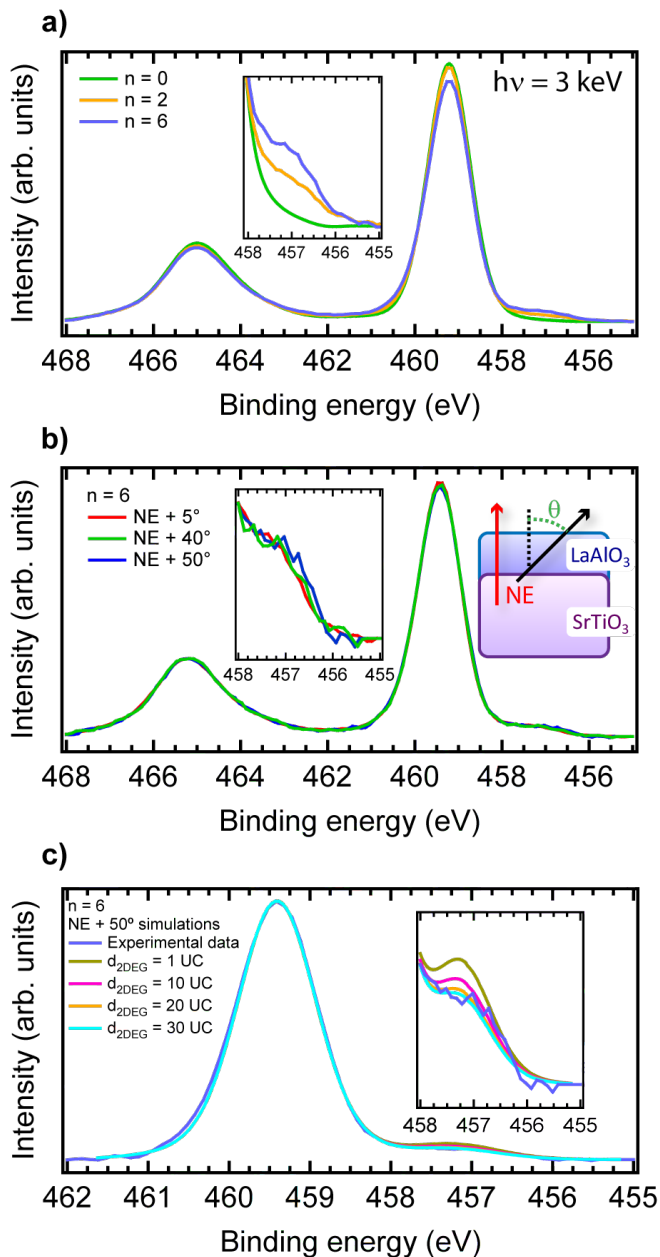 a)
n = 0
n = 2
n = 6
hν = 3 keV
458 457 456 455
Intensity (arb. units)
468 466 464 462 460 458 456
Binding energy (eV)
b)
n = 6
NE + 5°
NE + 40°
NE + 50°
458 457 456 455
θ
LaAlO3
NE
SrTiO3
Intensity (arb. units)
468 466 464 462 460 458 456
Binding energy (eV)
c)
n = 6
NE + 50º simulations
Experimental data
d2DEG = 1 UC
d2DEG = 10 UC
d2DEG = 20 UC
d2DEG = 30 UC
458 457 456 455
Intensity (arb. units)
462 461 460 459 458 457 456 455
Binding energy (eV)